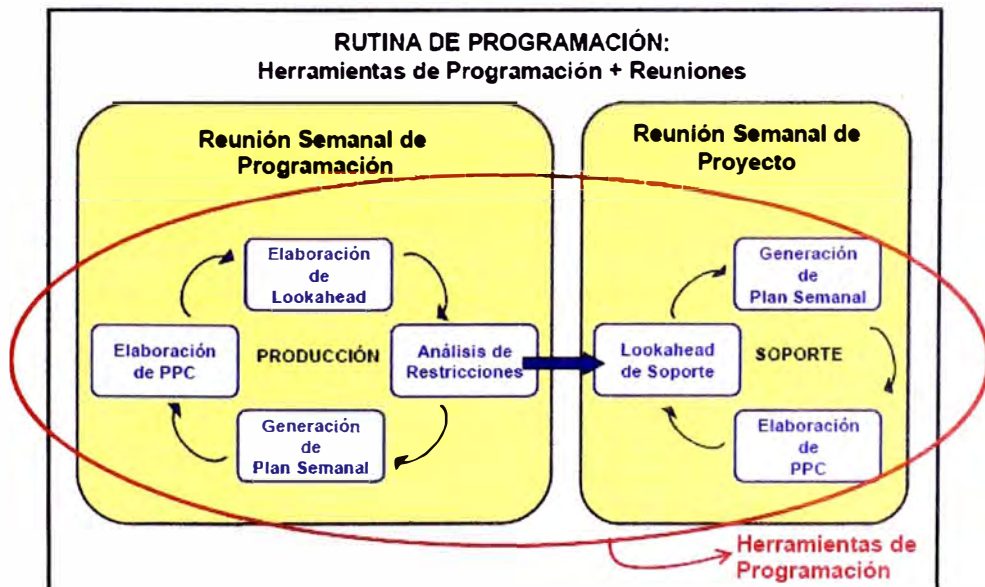 RUTINA DE PROGRAMACIÓN:
Herramientas de Programación + Reuniones
Reunión Semanal de
Programación
Elaboración
de
Lookahead
Elaboración
de PPC
PRODUCCIÓN
Análisis de
Restricciones
Generación
de
Plan Semanal
Reunión Semanal de
Proyecto
Generación
de
Plan Semanal
Lookahead
de Soporte
SOPORTE
Elaboración
de
PPC
Herramientas de
Programación